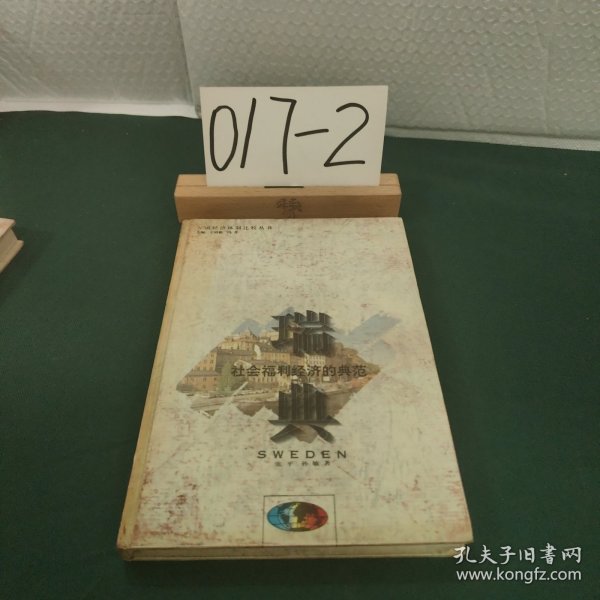 017-2
瑞
社会福利经济的典范
典
SWEDEN
孔夫子旧书网
www.kongfz.com